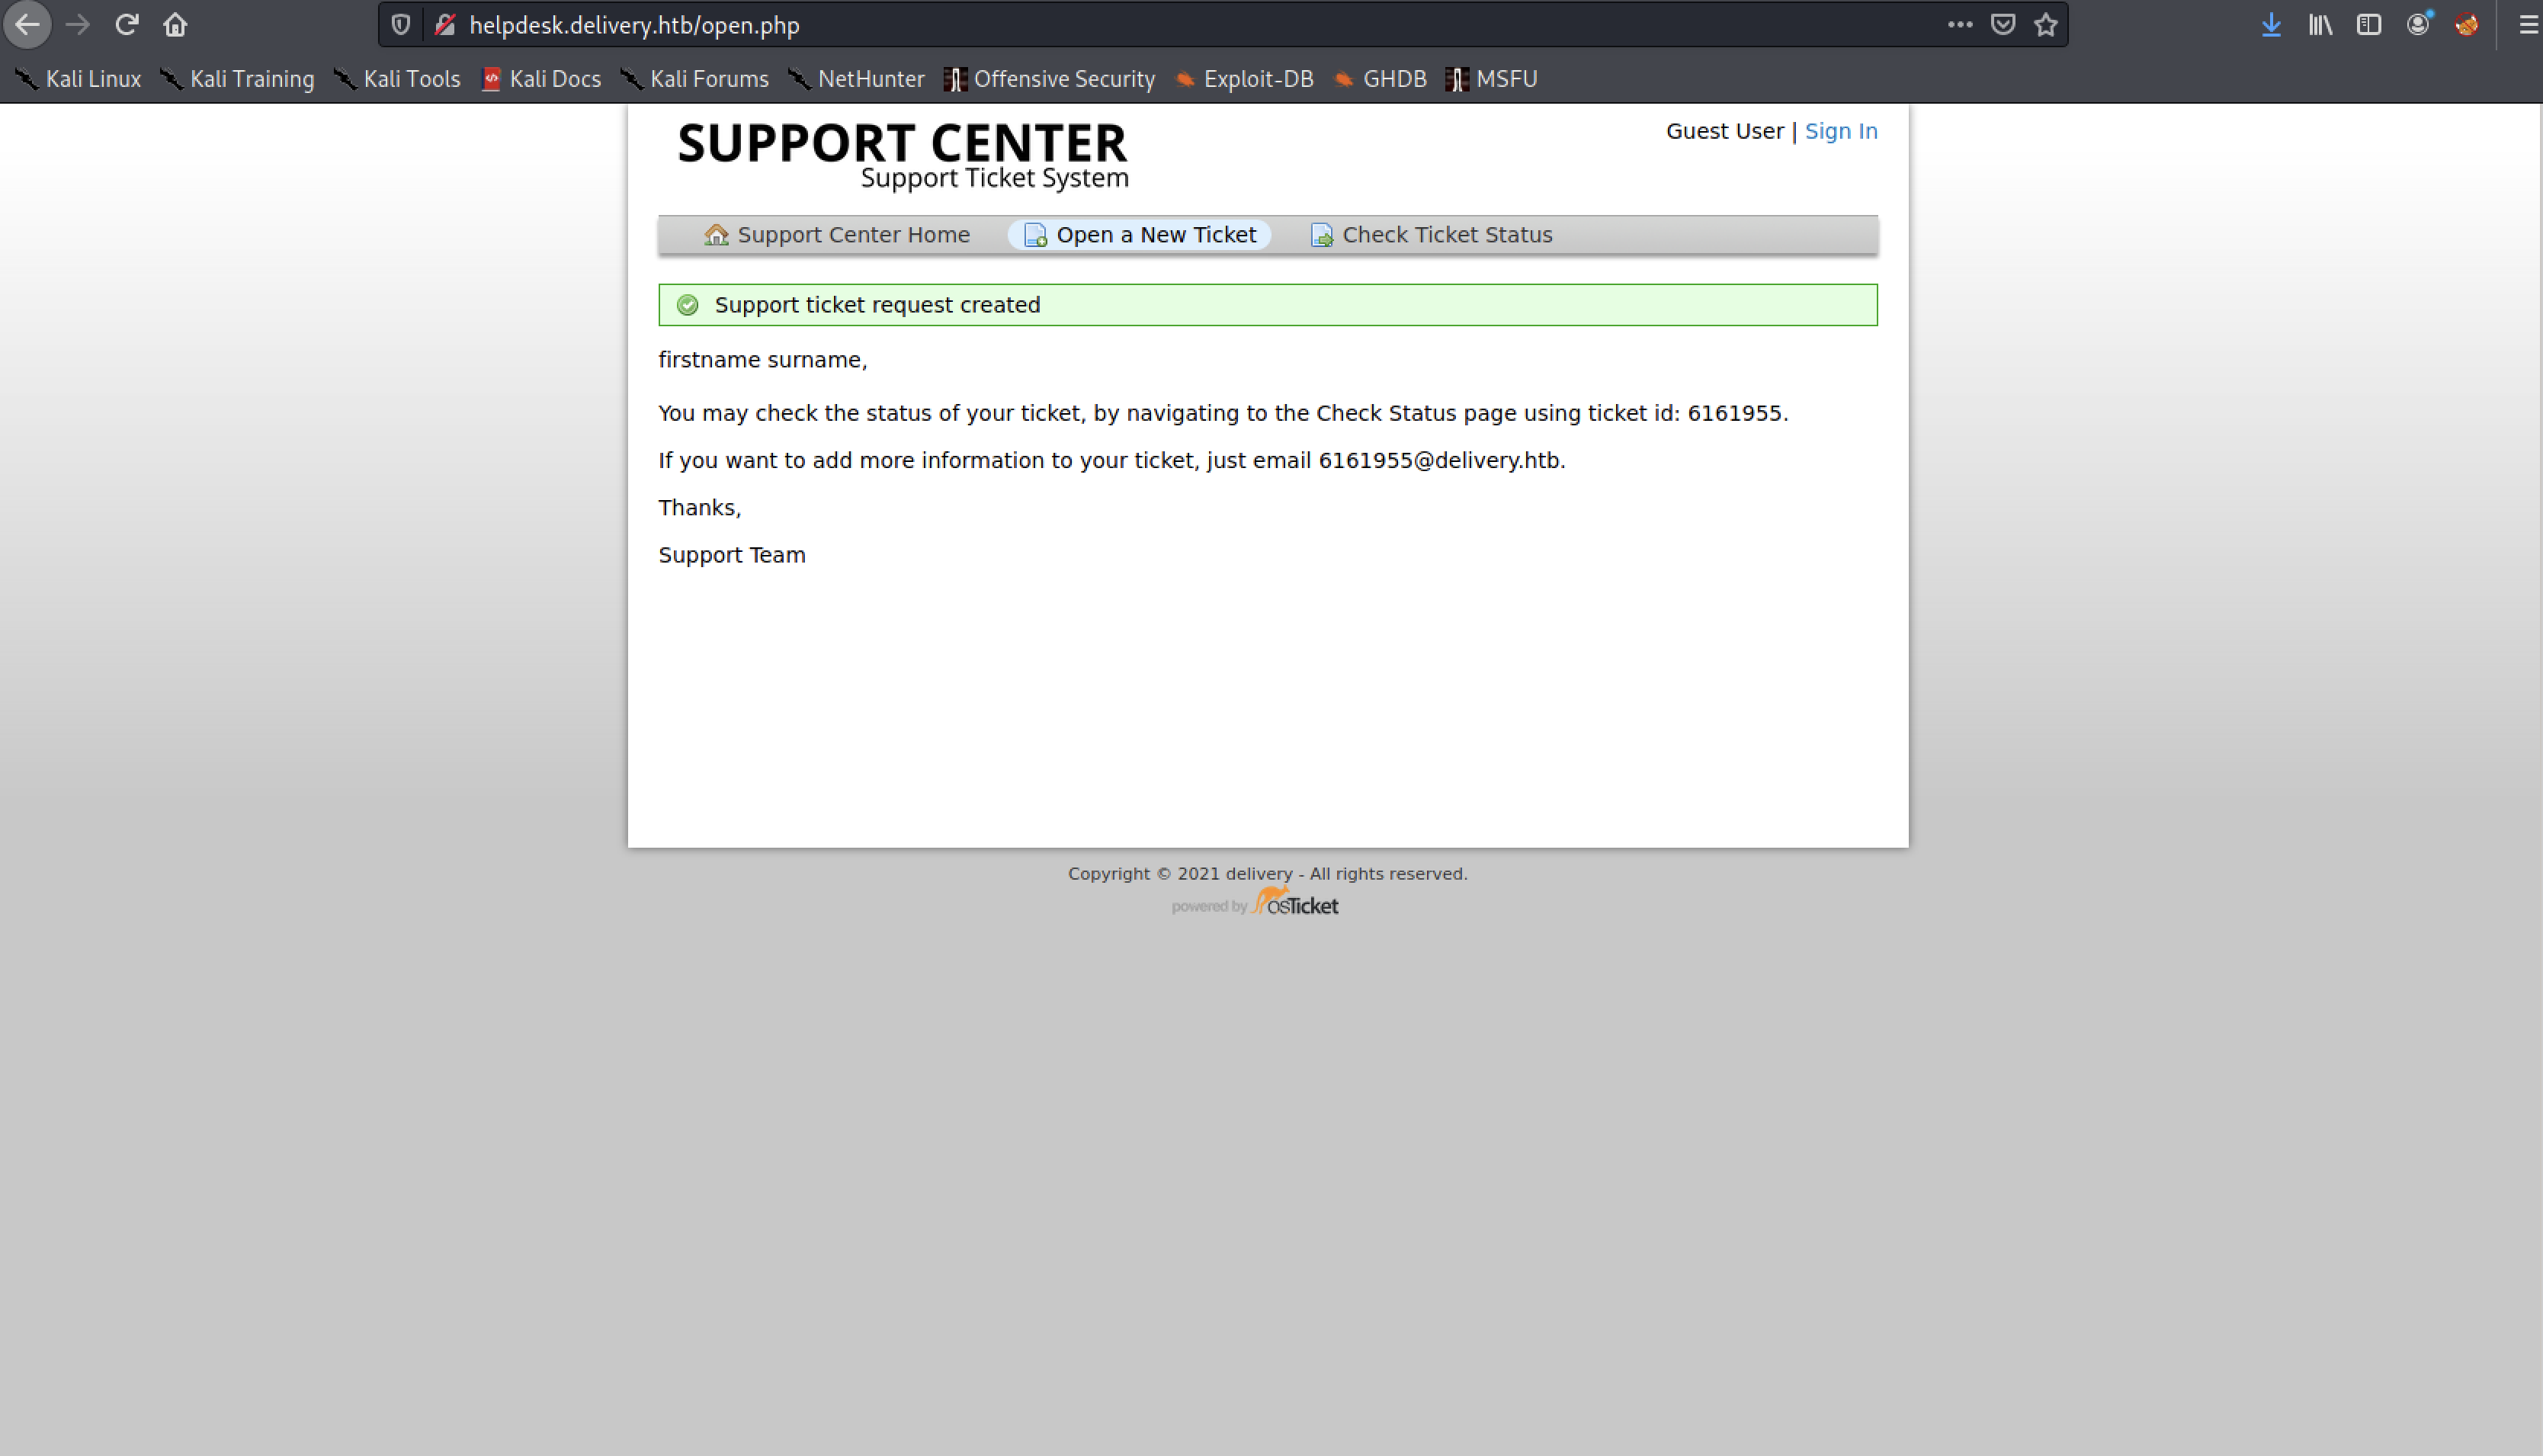 helpdesk.delivery.htb/open.php
Kali Linux Kali Training Kali Tools Kali Docs Kali Forums NetHunter Offensive Security Exploit-DB GHDB MSFU
SUPPORT CENTER
Support Ticket System
Guest User | Sign In
Support Center Home Open a New Ticket Check Ticket Status
Support ticket request created
firstname surname,
You may check the status of your ticket, by navigating to the Check Status page using ticket id: 6161955.
If you want to add more information to your ticket, just email 6161955@delivery.htb.
Thanks,
Support Team
Copyright © 2021 delivery - All rights reserved.
powered by osTicket